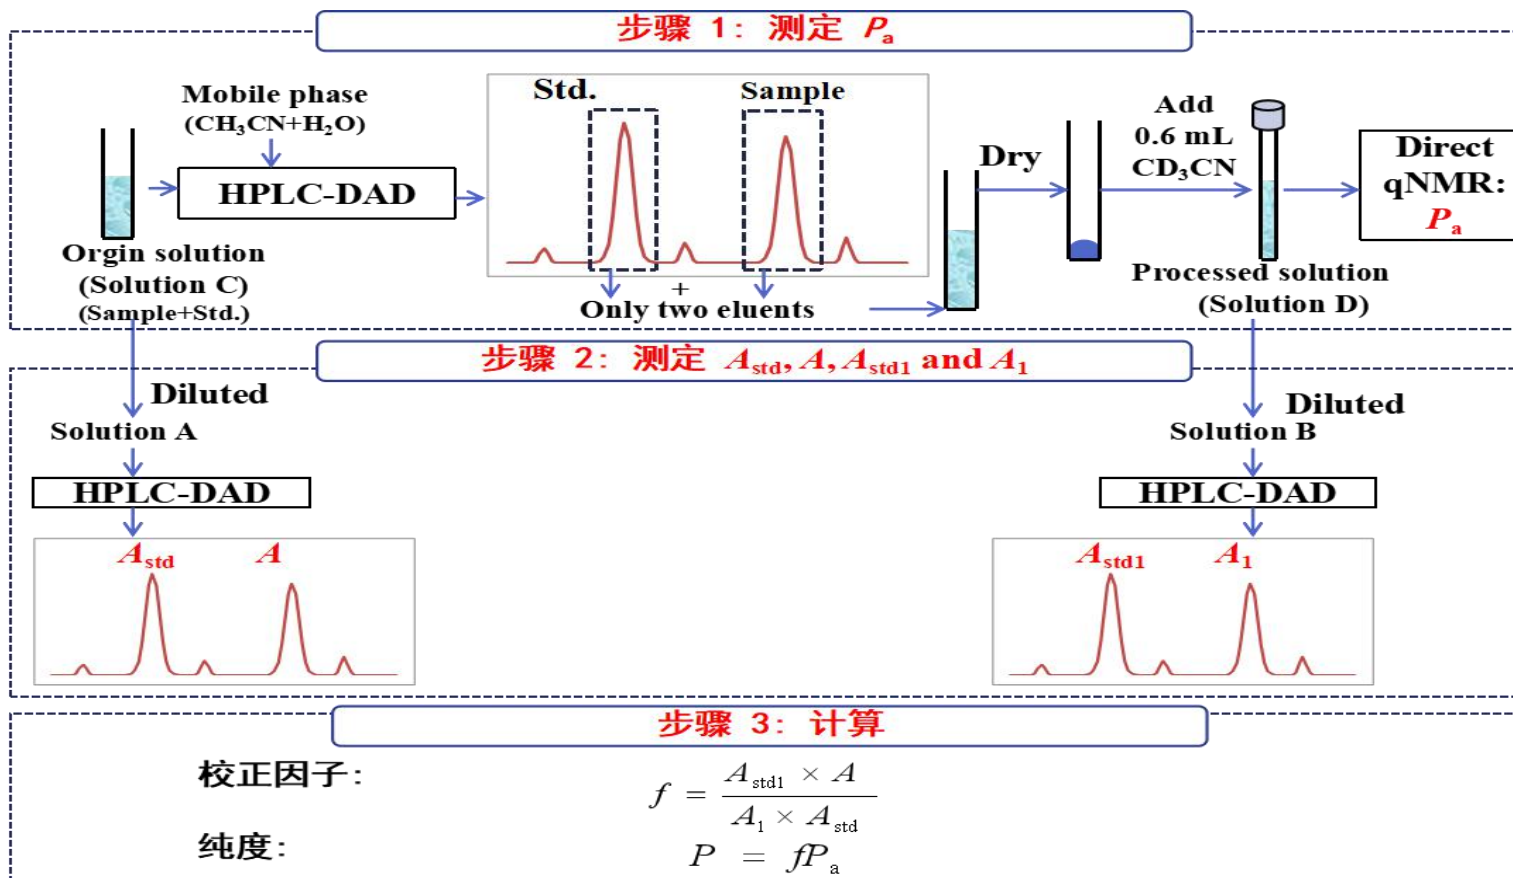 步骤 1: 测定 Pa
Mobile phase
(CH₃CN+H₂O)
HPLC-DAD
Orgin solution
(Solution C)
(Sample+Std.)
Std.
Sample
+
Only two eluents
Dry
Add
0.6 mL
CD₃CN
Processed solution
(Solution D)
Direct
qNMR:
Pa
步骤 2: 测定 Astd, A, Astd1 and A1
Diluted
Solution A
HPLC-DAD
Astd A
Diluted
Solution B
HPLC-DAD
Astd1 A1
步骤 3: 计算
校正因子:
f = (Astd1 × A) / (A1 × Astd)
纯度:
P = fPa